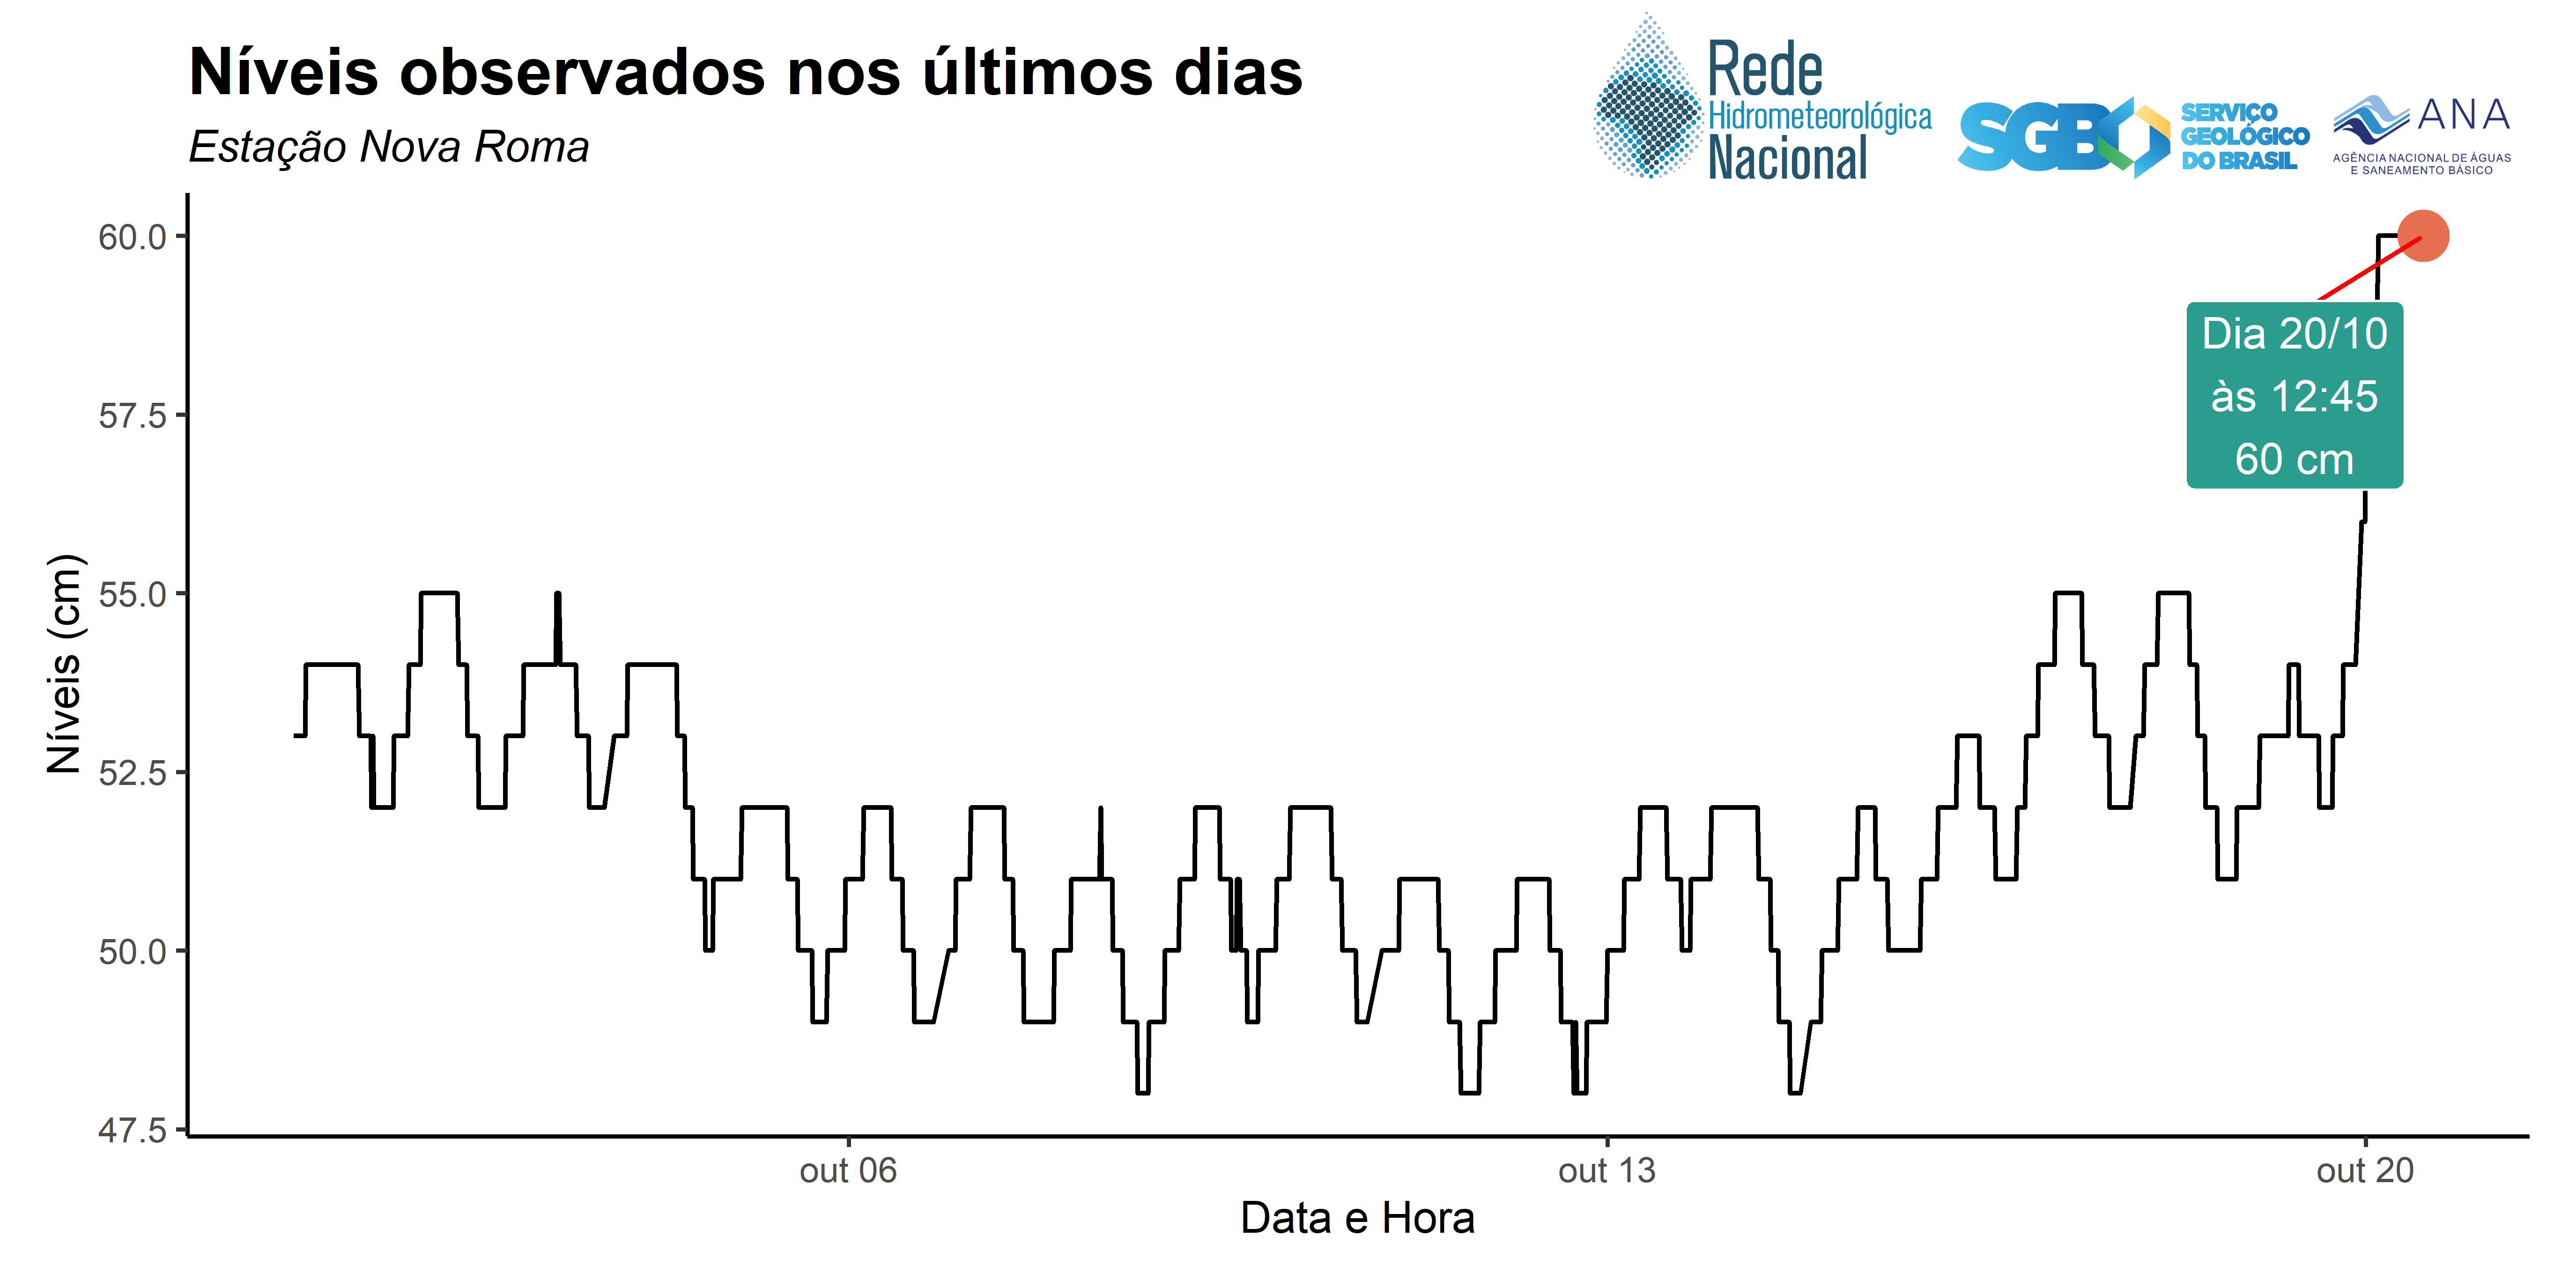 Níveis observados nos últimos dias
Estação Nova Roma
Rede
Hidrometeorológica
Nacional
SGB
SERVIÇO
GEOLÓGICO
DO BRASIL
ANA
AGÊNCIA NACIONAL DE ÁGUAS
E SANEAMENTO BÁSICO
60.0
57.5
55.0
52.5
50.0
47.5
Níveis (cm)
Dia 20/10
às 12:45
60 cm
out 06
out 13
out 20
Data e Hora